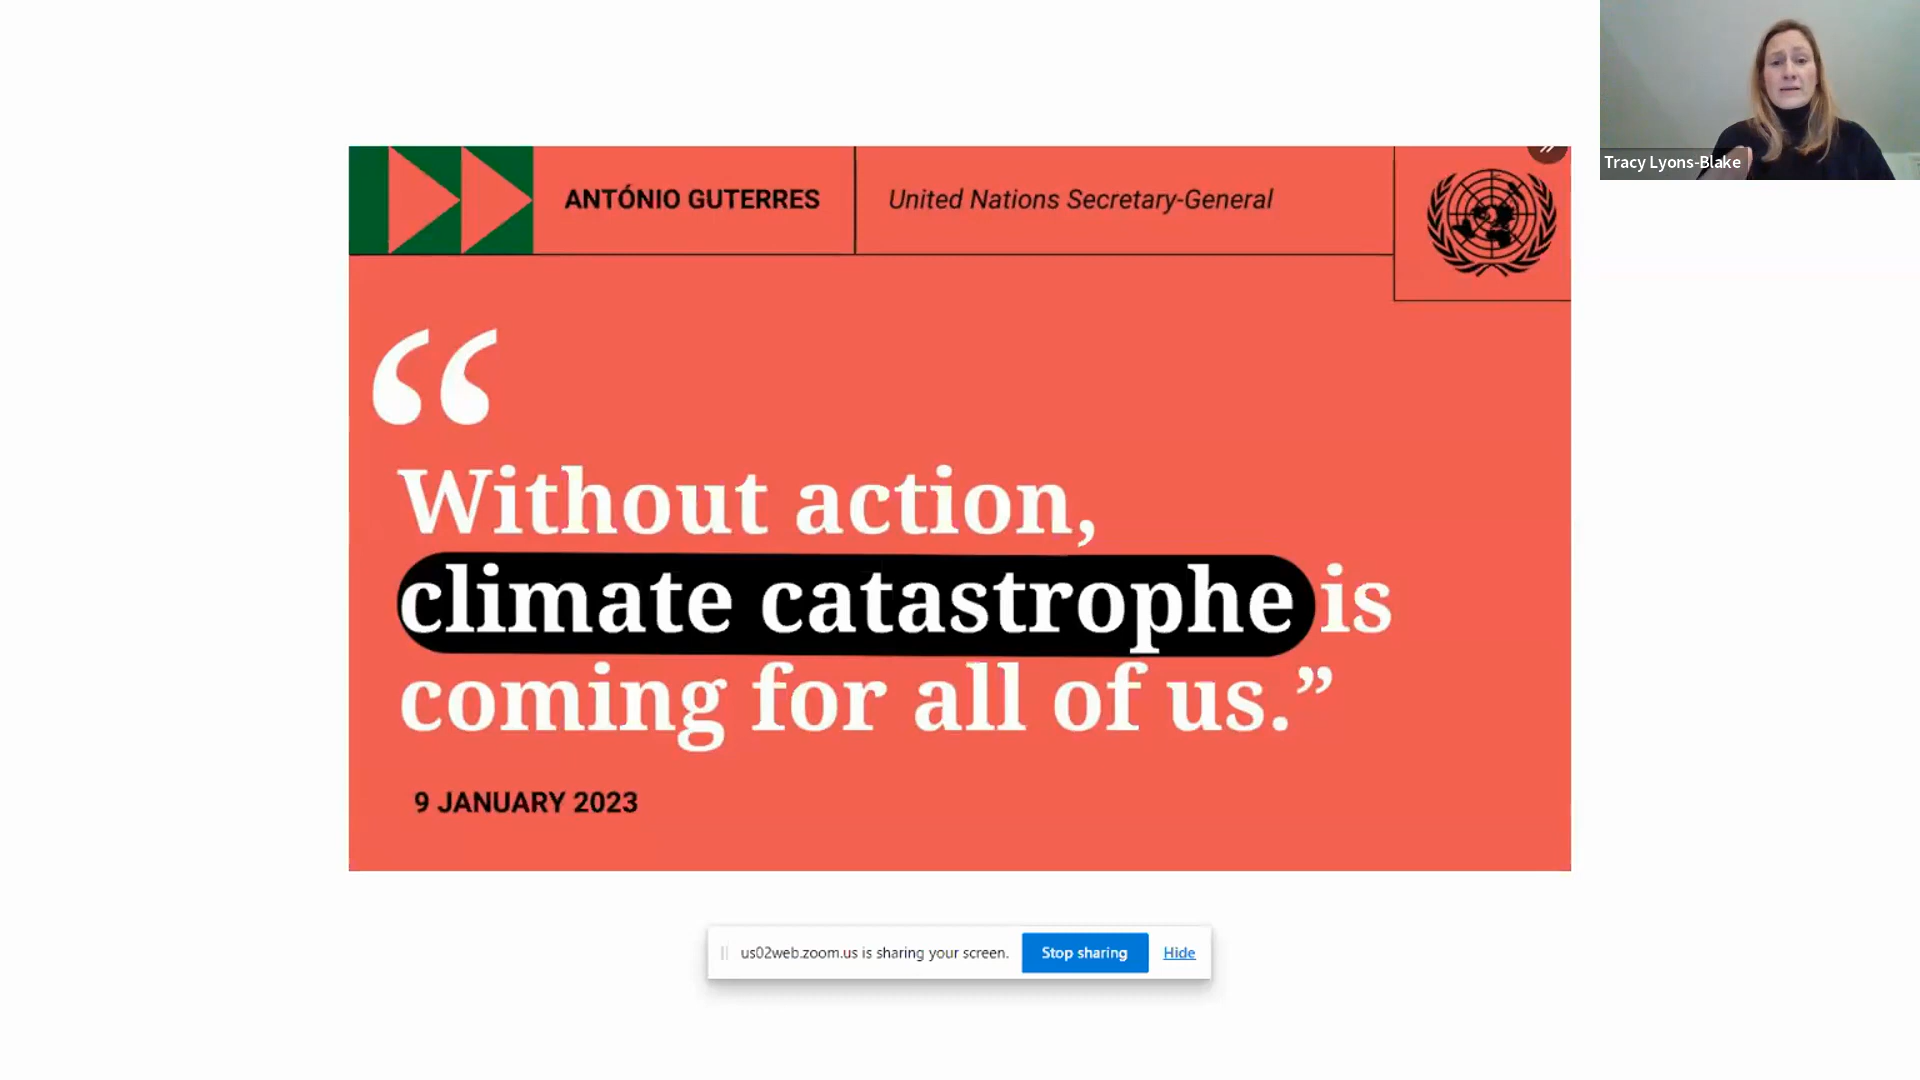 ANTÓNIO GUTERRES
United Nations Secretary-General
Tracy Lyons-Blake
“
Without action,
climate catastrophe is
coming for all of us.”
9 JANUARY 2023
us02web.zoom.us is sharing your screen.
Stop sharing
Hide